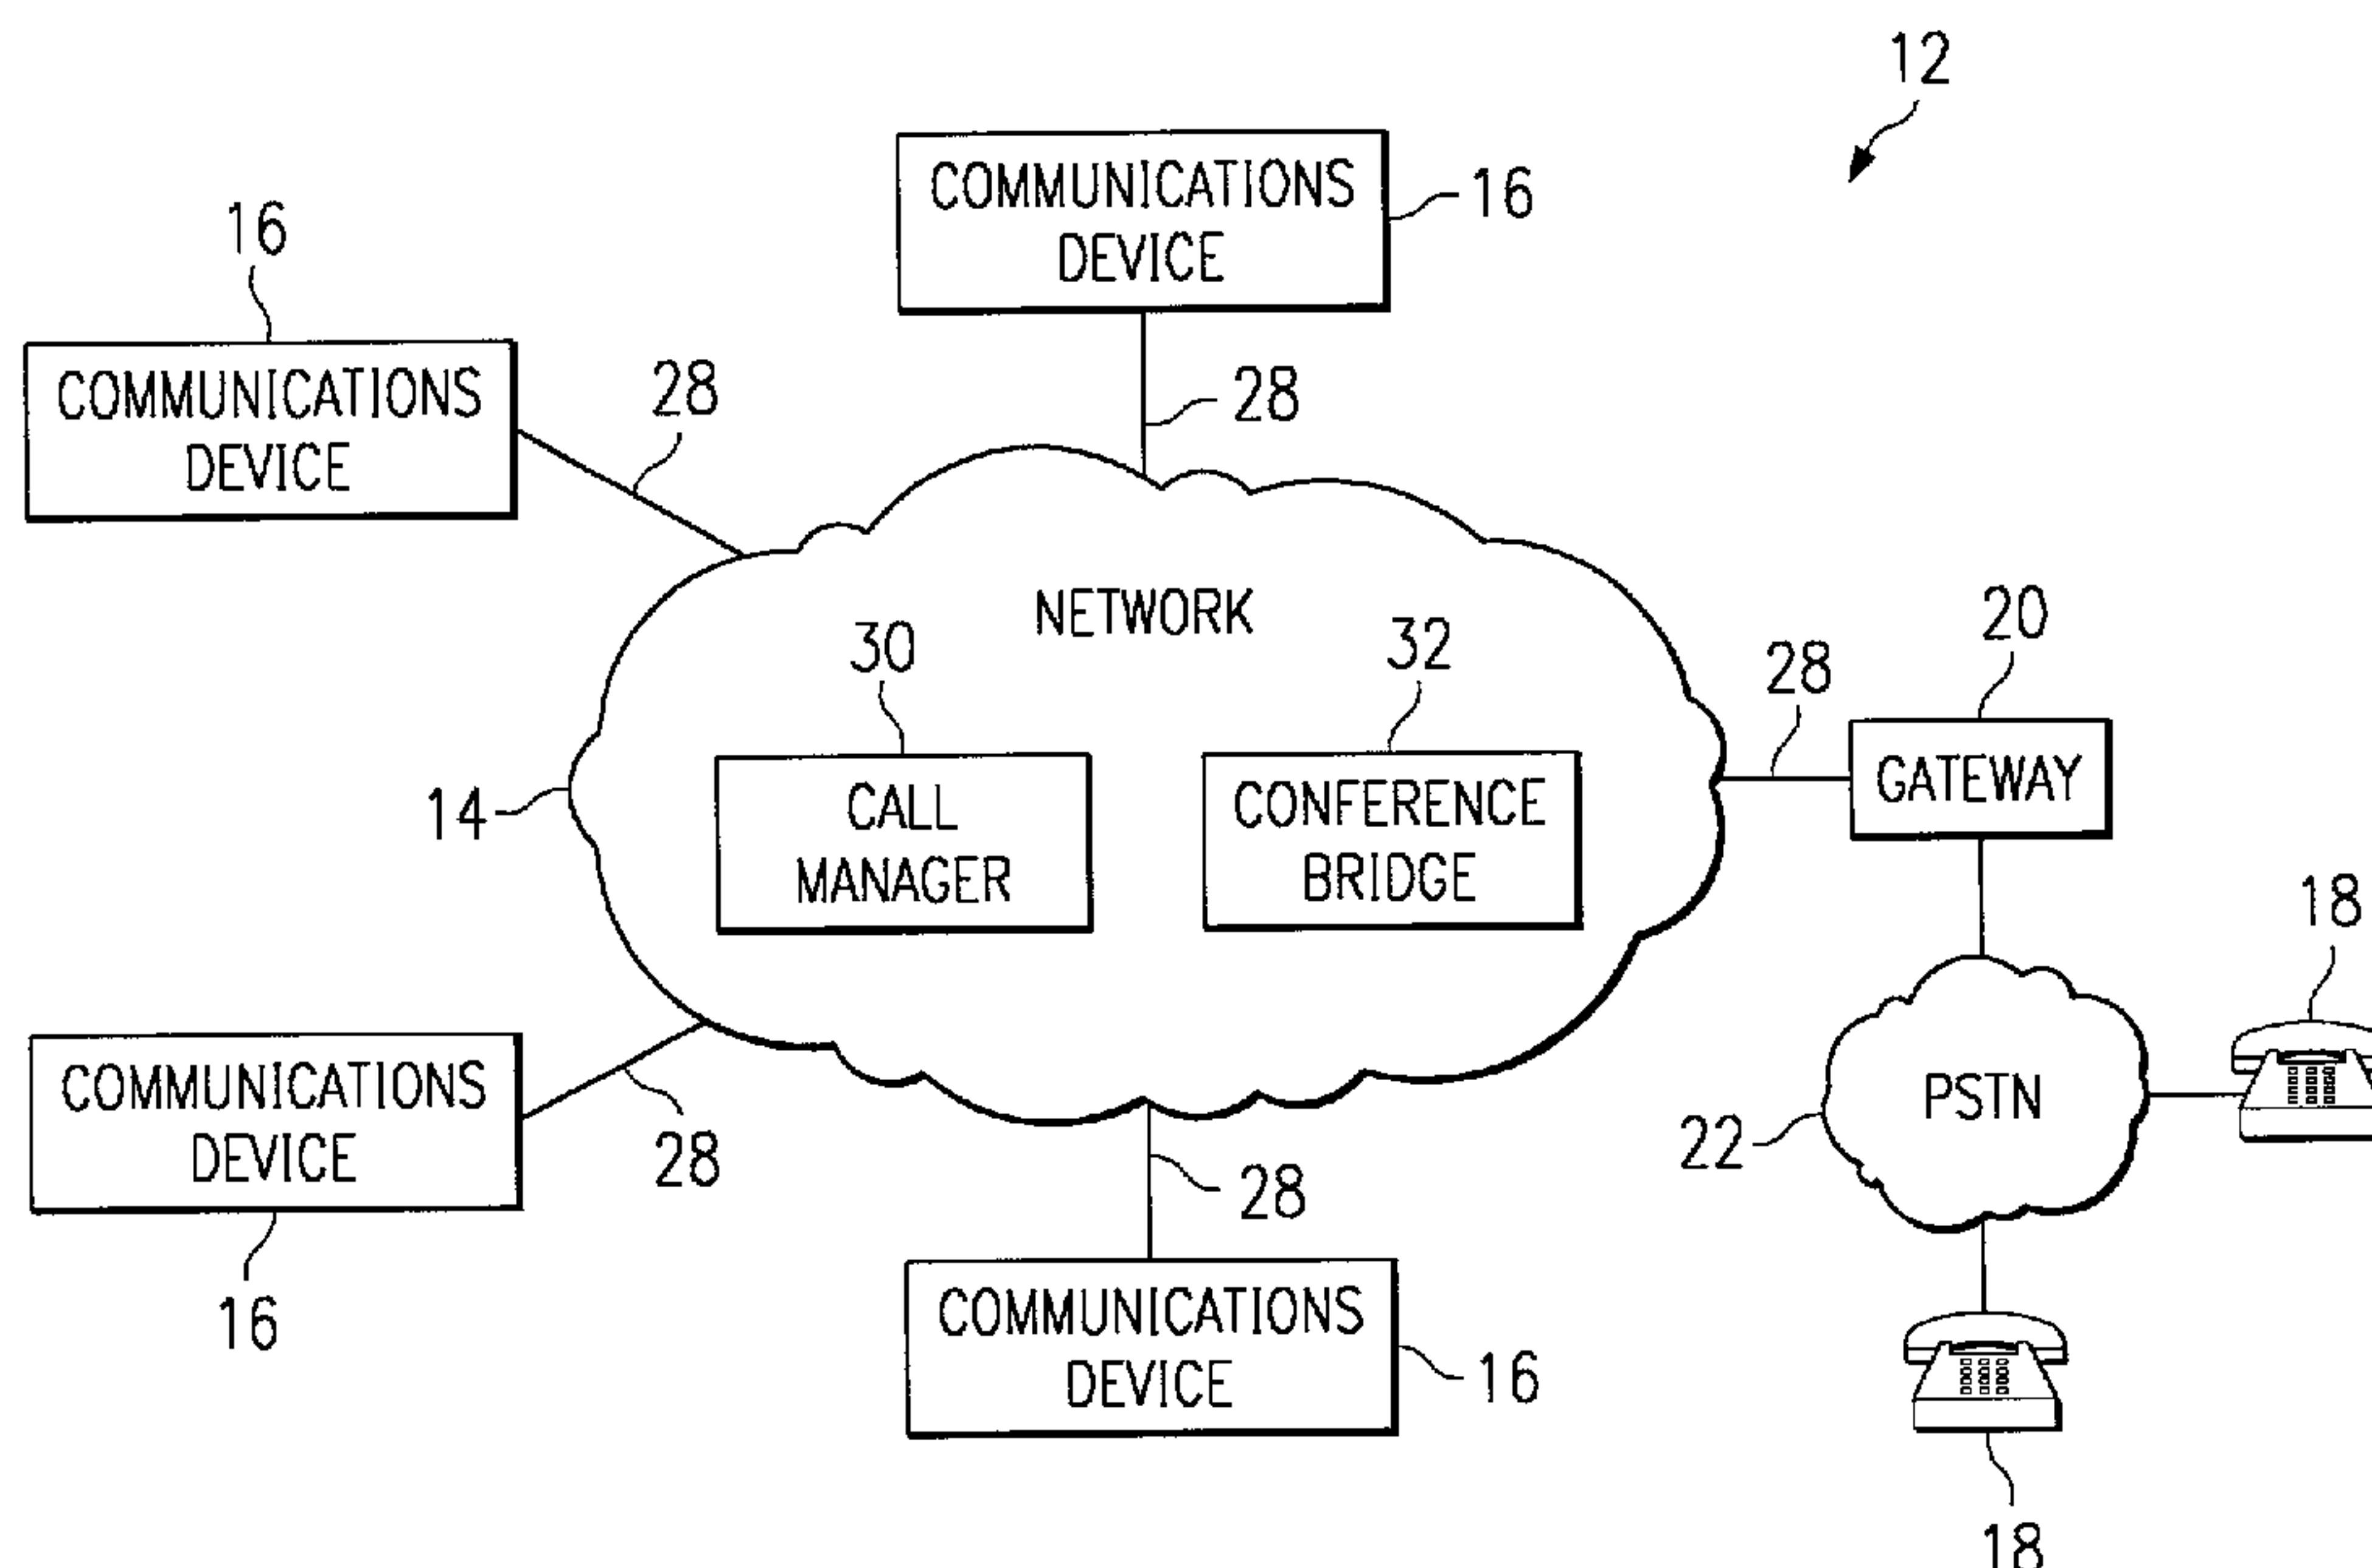 12
COMMUNICATIONS
DEVICE
16
16
COMMUNICATIONS
DEVICE
28
28
NETWORK
30
32
28
20
CALL
MANAGER
CONFERENCE
BRIDGE
GATEWAY
14
18
COMMUNICATIONS
DEVICE
28
16
28
PSTN
22
COMMUNICATIONS
DEVICE
16
18